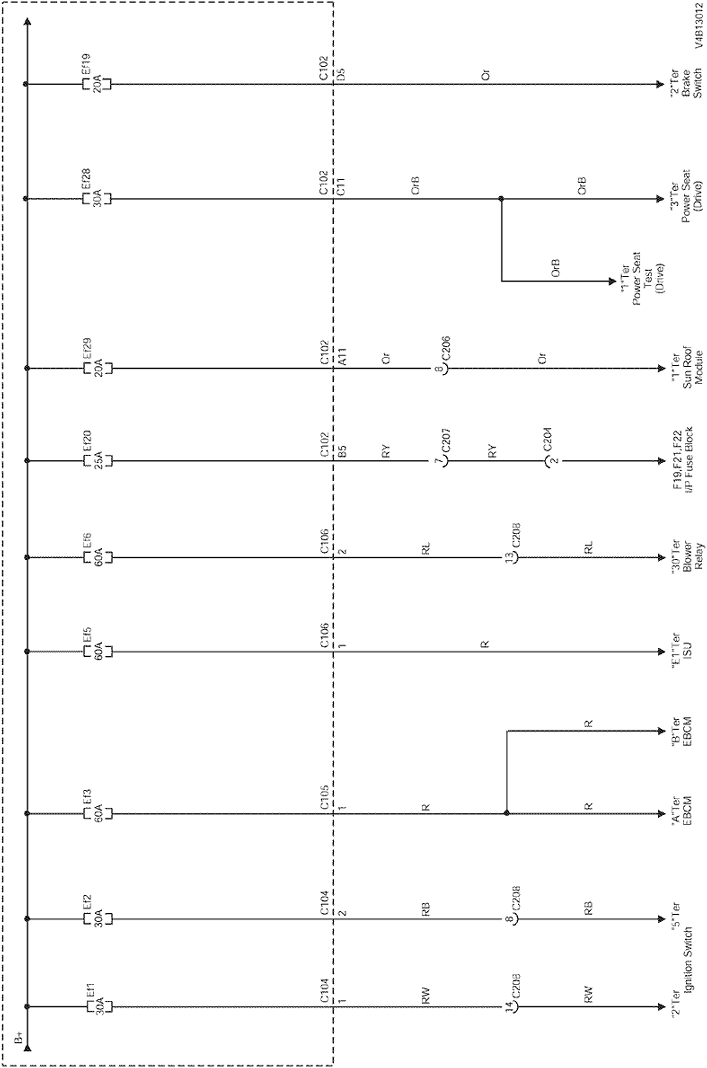 B+
Ef1
30A
C104
1
RW
14
C208
RW
"2"Ter
Ef2
30A
C104
2
RB
8
C208
RB
"5"Ter
Ignition Switch
Ef3
60A
C105
1
R
R
"A"Ter
EBCM
R
"B"Ter
EBCM
Ef5
60A
C106
1
R
"E1"Ter
ISU
Ef6
60A
C106
2
RL
13
C208
RL
"30"Ter
Blower
Relay
Ef20
25A
C102
B5
RY
7
C207
RY
2
C204
F19,F21,F22
I/P Fuse Block
Ef29
20A
C102
A11
Or
8
C206
Or
"1"Ter
Sun Roof
Module
Ef28
30A
C102
C11
OrB
OrB
"1"Ter
Power Seat
Test
(Drive)
OrB
"3"Ter
Power Seat
(Drive)
Ef19
20A
C102
D5
Or
"2"Ter
Brake
Switch
V4B13012